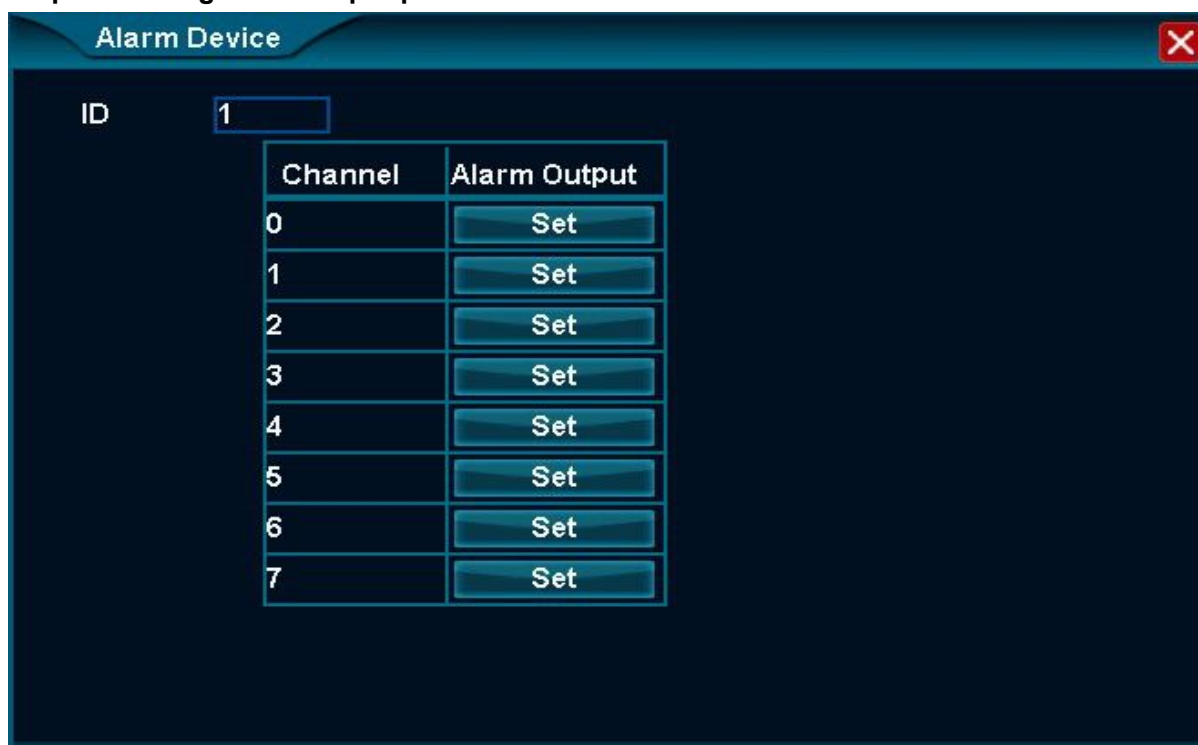 Alarm Device
ID 1
Channel Alarm Output
0 Set
1 Set
2 Set
3 Set
4 Set
5 Set
6 Set
7 Set